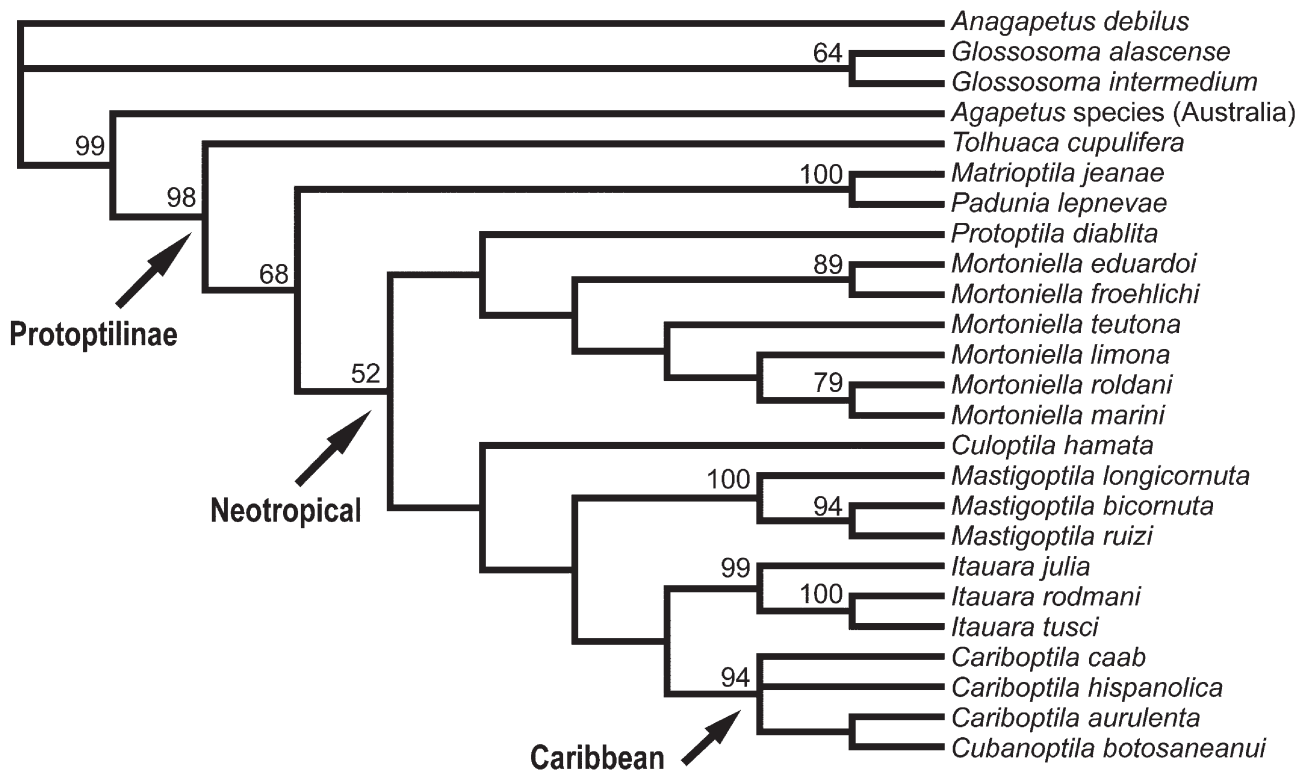 Anagapetus debilus
64
Glossosoma alascense
Glossosoma intermedium
Agapetus species (Australia)
99
Tolhuaca cupulifera
100
Matrioptila jeanae
98
Padunia lepnevae
Protoptila diablita
89
Mortoniella eduardoi
68
Mortoniella froehlichi
Protoptilinae
Mortoniella teutona
Mortoniella limona
52
79
Mortoniella roldani
Mortoniella marini
Culoptila hamata
100
Mastigoptila longicornuta
Neotropical
94
Mastigoptila bicornuta
Mastigoptila ruizi
99
Itauara julia
100
Itauara rodmani
Itauara tusci
Cariboptila caab
94
Cariboptila hispanolica
Cariboptila aurulenta
Caribbean
Cubanoptila botosaneanui